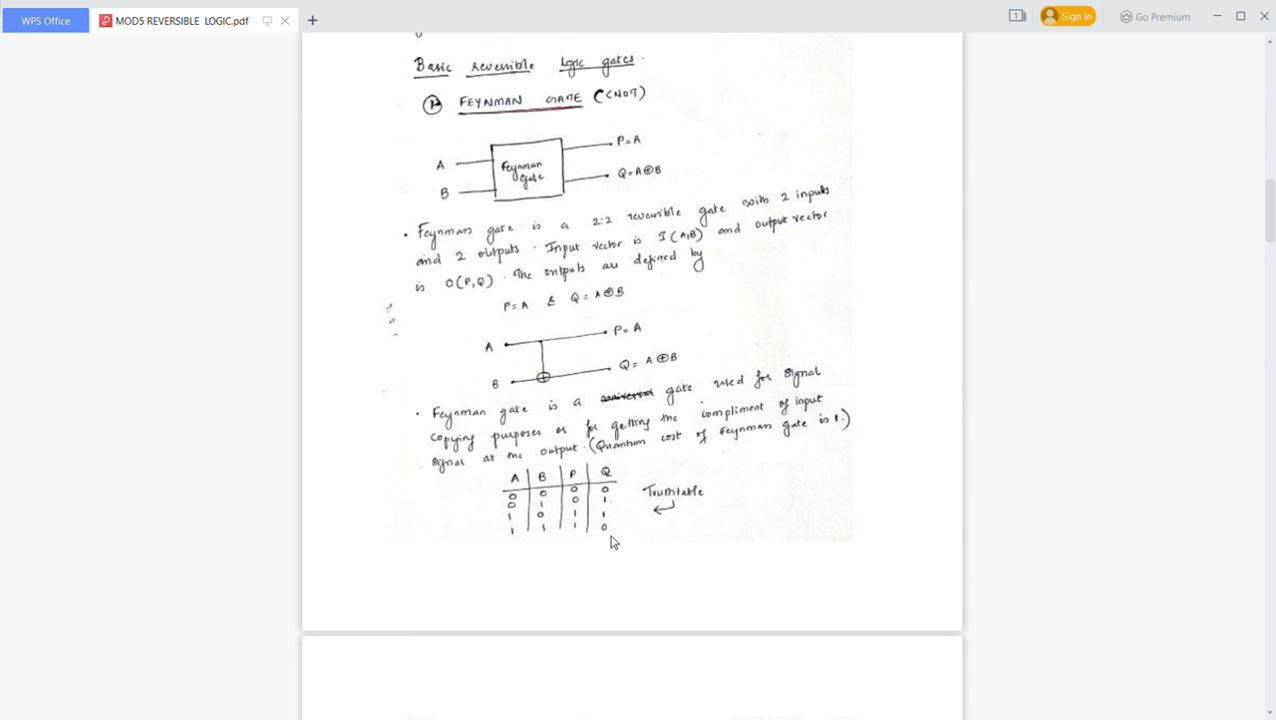 WPS Office
MOD5 REVERSIBLE LOGIC.pdf
1
Sign in
Go Premium
Basic reversible logic gates.
1. FEYNMAN GATE (CNOT)
A
B
Feynman
Gate
P=A
Q=A⊕B
• Feynman gate is a 2:2 reversible gate with 2 inputs
and 2 outputs. Input vector is I(A,B) and output vector
is O(P,Q). The outputs are defined by
P=A & Q=A⊕B
A
P=A
B
Q= A⊕B
• Feynman gate is a gate used for signal
copying purposes or for getting the compliment of input
signal at the output. (Quantum cost of Feynman gate is 1.)
A B P Q
0 0 0 0
0 1 0 1
1 0 1 1
1 1 1 0
Truthtable